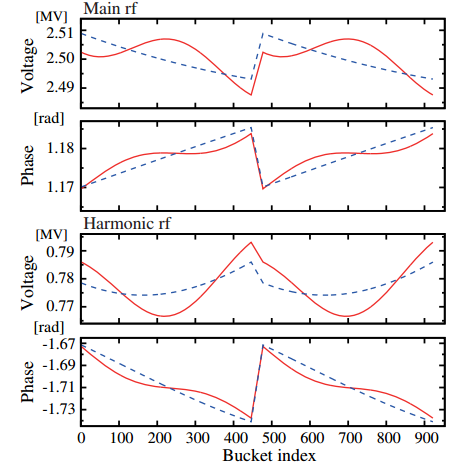 Main rf
[MV]
Voltage
2.51
2.50
2.49
[rad]
Phase
1.18
1.17
Harmonic rf
[MV]
Voltage
0.79
0.78
0.77
[rad]
Phase
-1.67
-1.69
-1.71
-1.73
0 100 200 300 400 500 600 700 800 900
Bucket index